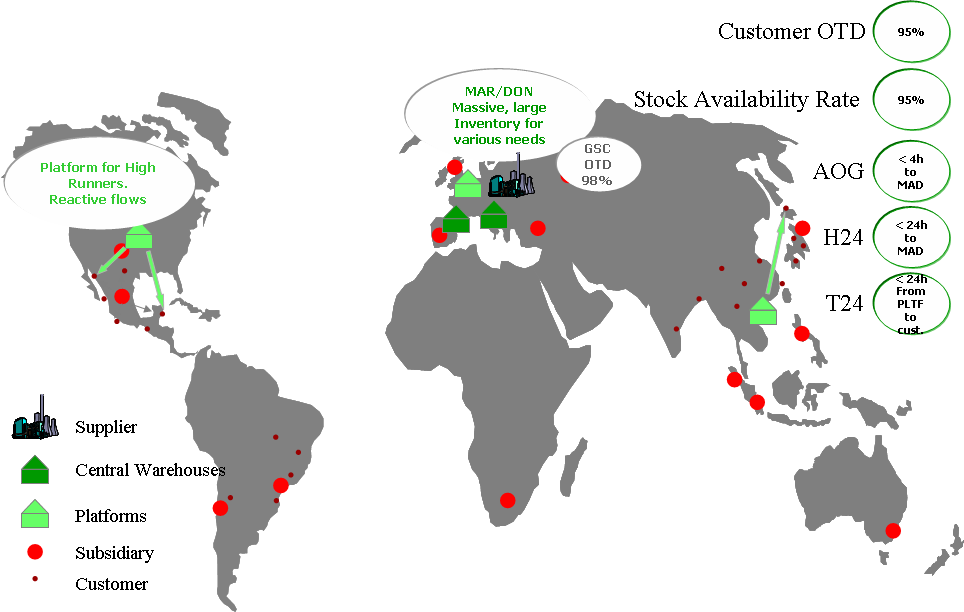 Customer OTD
95%
MAR/DON
Massive, large
Inventory for
various needs
Stock Availability Rate
95%
GSC
OTD
98%
Platform for High
Runners.
Reactive flows
AOG
< 4h
to
MAD
H24
< 24h
to
MAD
T24
< 24h
From
PLTF
to
cust.
Supplier
Central Warehouses
Platforms
Subsidiary
Customer